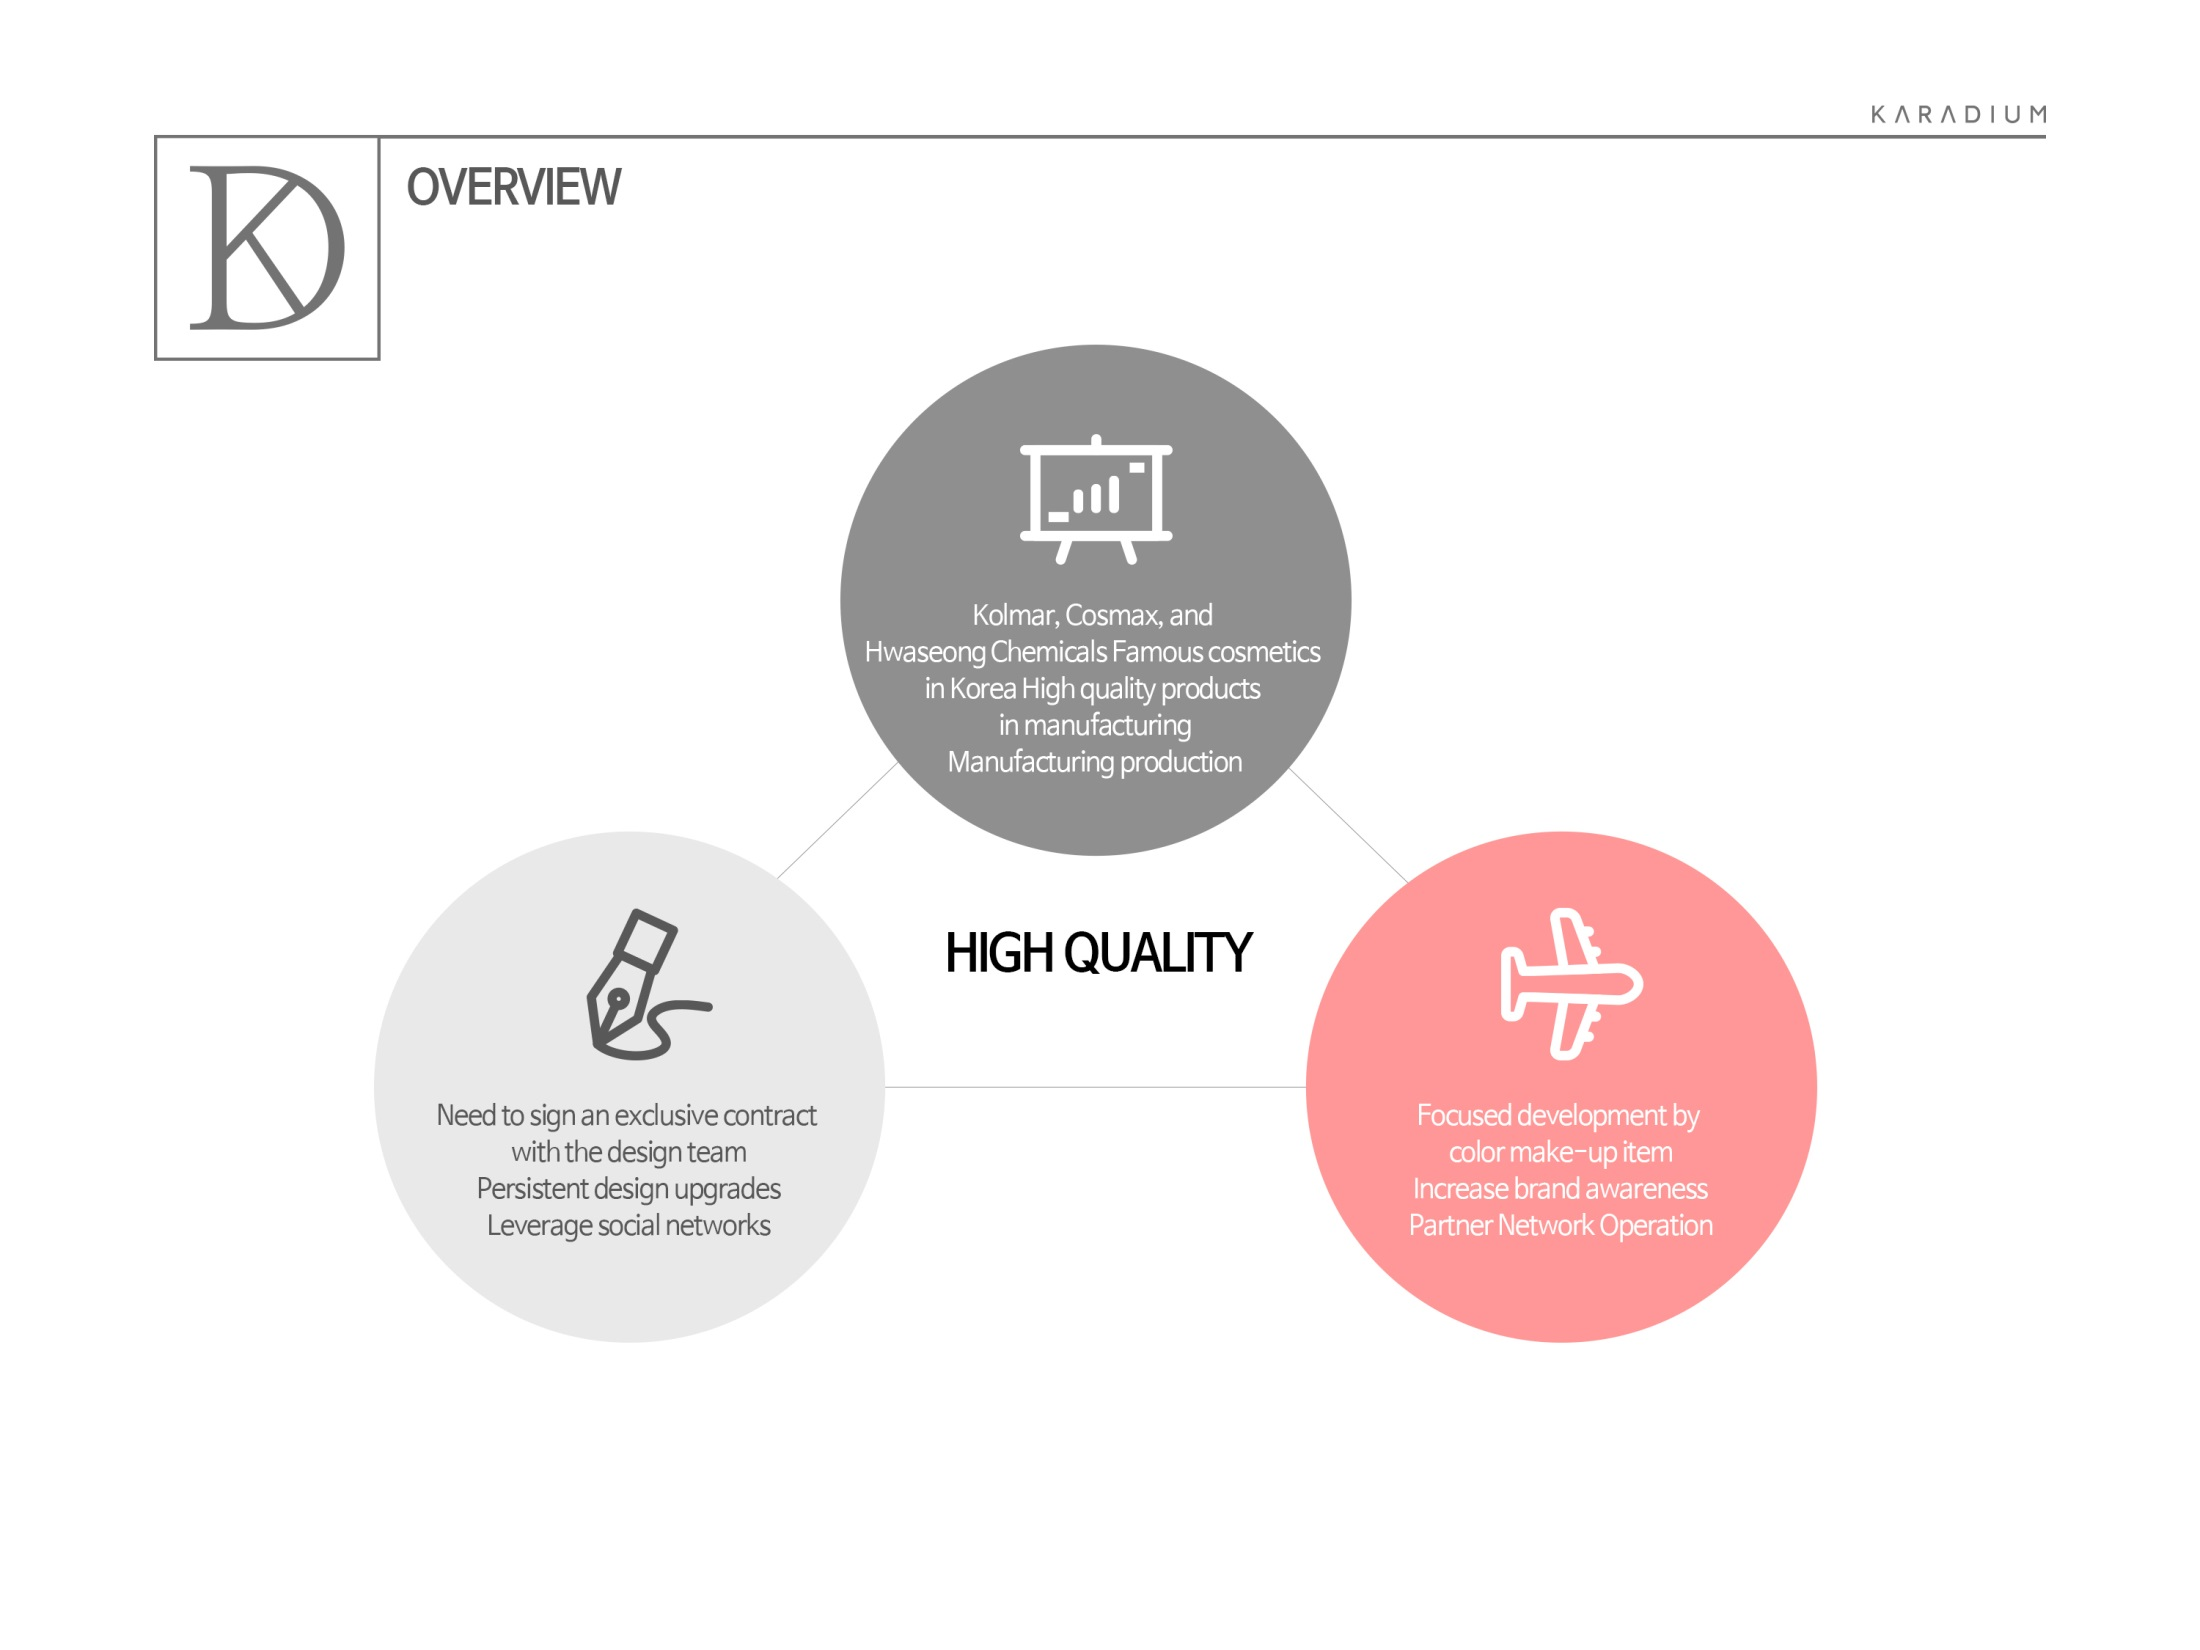 KARADIUM
KD
OVERVIEW
Kolmar, Cosmax, and
Hwaseong Chemicals Famous cosmetics
in Korea High quality products
in manufacturing
Manufacturing production
HIGH QUALITY
Need to sign an exclusive contract
with the design team
Persistent design upgrades
Leverage social networks
Focused development by
color make-up item
Increase brand awareness
Partner Network Operation